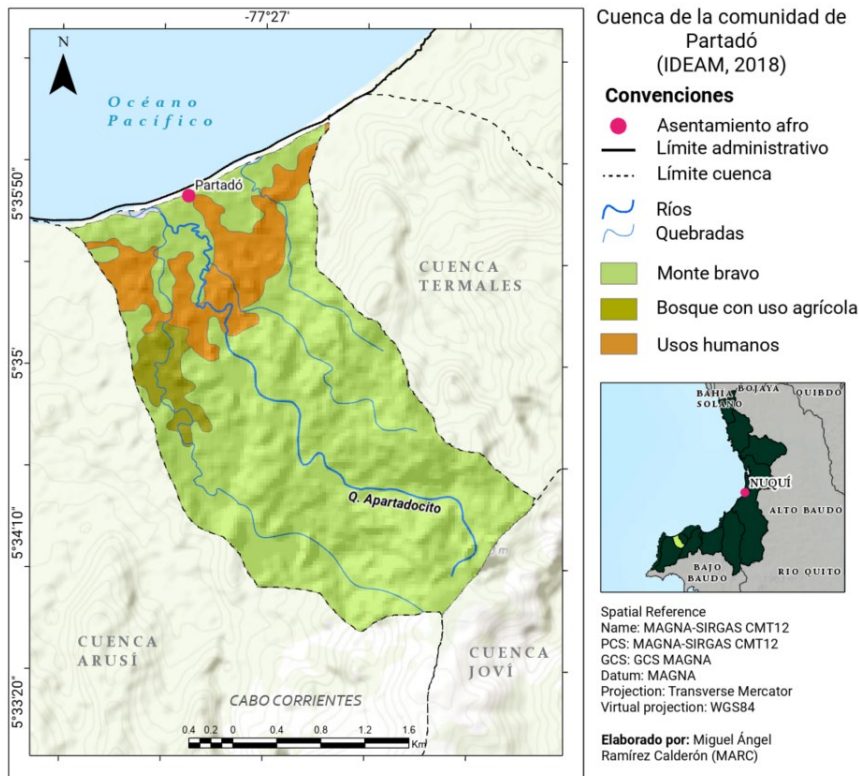 -77°27'
N
Océano
Pacífico
5°35'50"
Partadó
CUENCA
TERMALES
5°35'
Q. Apartadocito
5°34'10"
CUENCA
ARUSÍ
CUENCA
JOVÍ
5°33'20"
CABO CORRIENTES
0.4 0.2 0 0.4 0.8 1.2 1.6
Km
Cuenca de la comunidad de
Partadó
(IDEAM, 2018)
Convenciones
Asentamiento afro
Límite administrativo
Límite cuenca
Ríos
Quebradas
Monte bravo
Bosque con uso agrícola
Usos humanos
BAHIA
SOLANO
BOJAYA
QUIBDO
NUQUÍ
ALTO BAUDO
BAJO
BAUDO
RIO QUITO
Spatial Reference
Name: MAGNA-SIRGAS CMT12
PCS: MAGNA-SIRGAS CMT12
GCS: GCS MAGNA
Datum: MAGNA
Projection: Transverse Mercator
Virtual projection: WGS84
Elaborado por: Miguel Ángel
Ramírez Calderón (MARC)